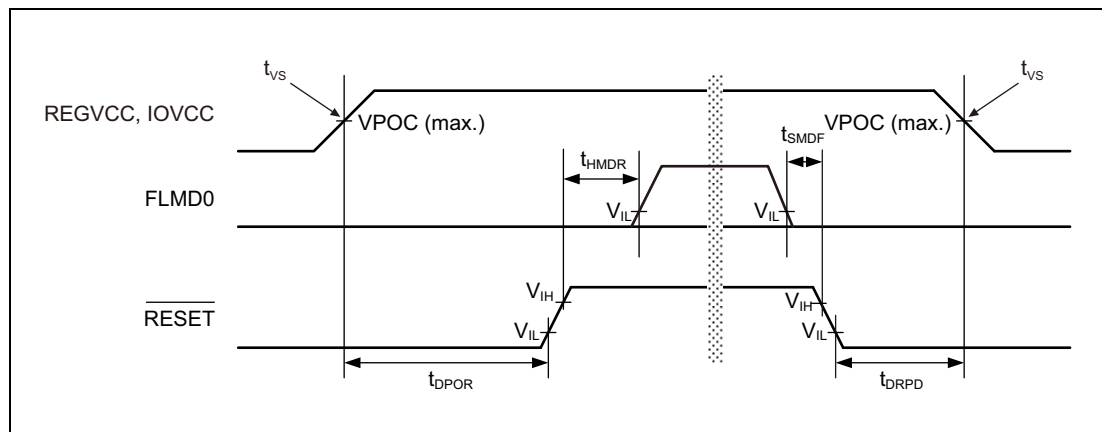 tVS
tVS
REGVCC, IOVCC
VPOC (max.)
VPOC (max.)
tSMDF
tHMDR
FLMD0
VIL
VIL
VIH
VIH
RESET
VIL
VIL
tDPOR
tDRPD